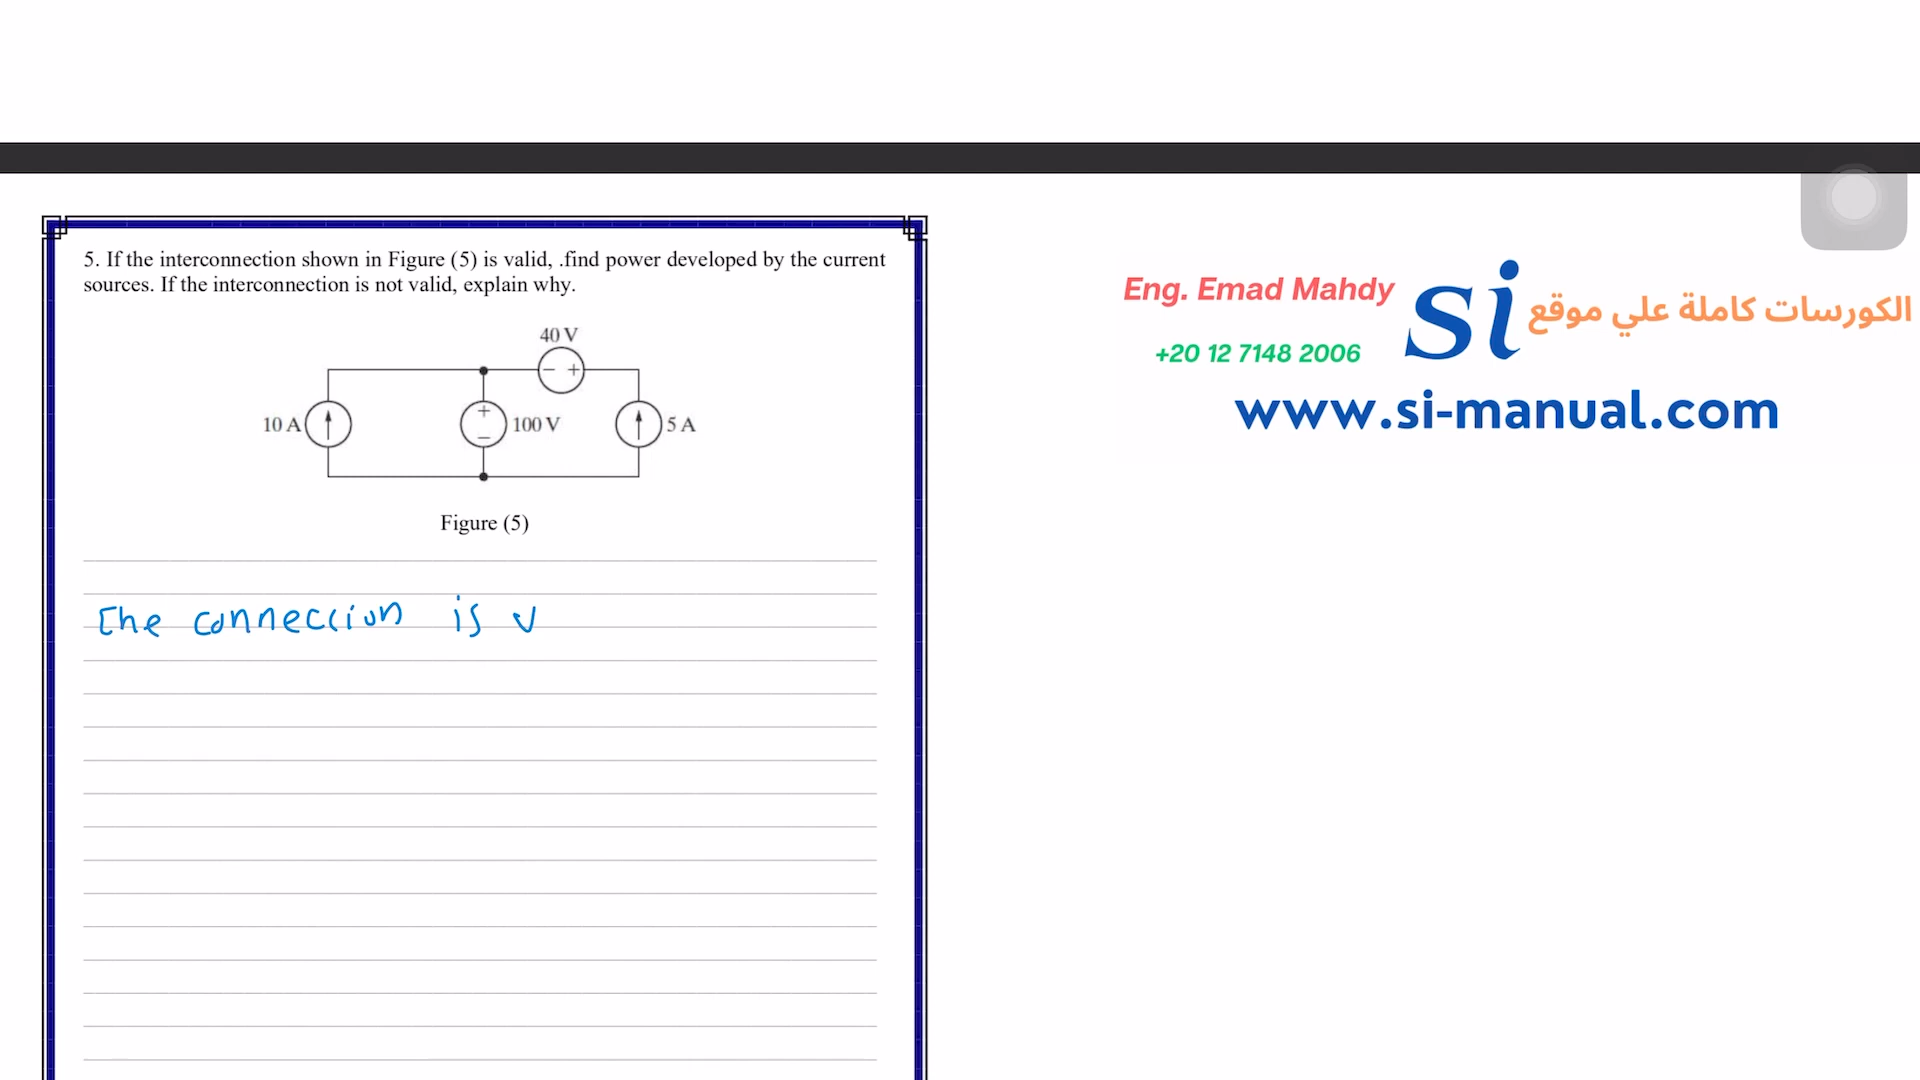 5. If the interconnection shown in Figure (5) is valid, .find power developed by the current
sources. If the interconnection is not valid, explain why.
40 V
− +
10 A
+
−
100 V
5 A
Figure (5)
The connection is v
Eng. Emad Mahdy
+20 12 7148 2006
si
الكورسات كاملة علي موقع
www.si-manual.com